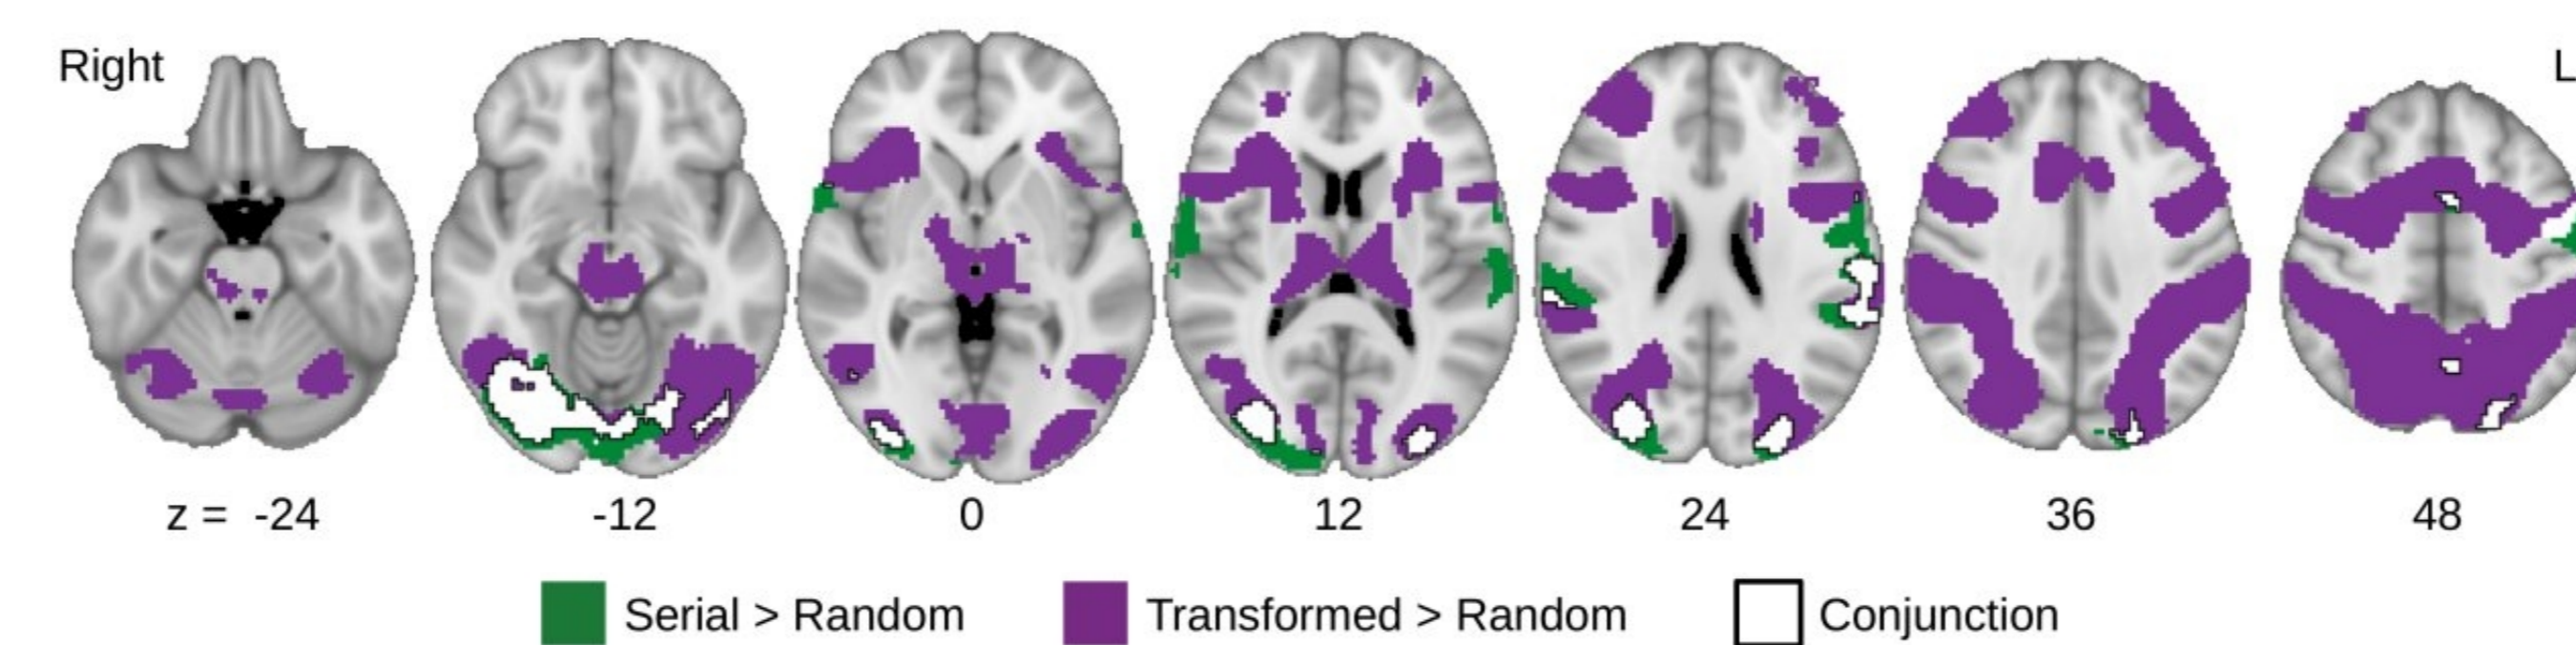 Right
L
z = -24 -12 0 12 24 36 48
Serial > Random Transformed > Random Conjunction